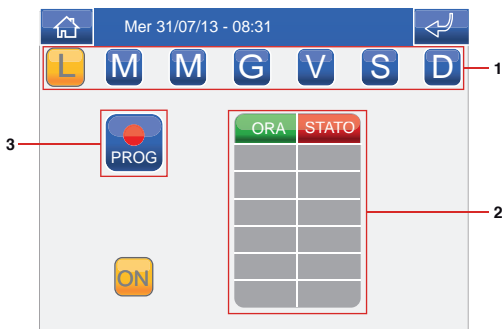 Mer 31/07/13 - 08:31
L M M G V S D
1
3
PROG
ORA STATO
2
ON